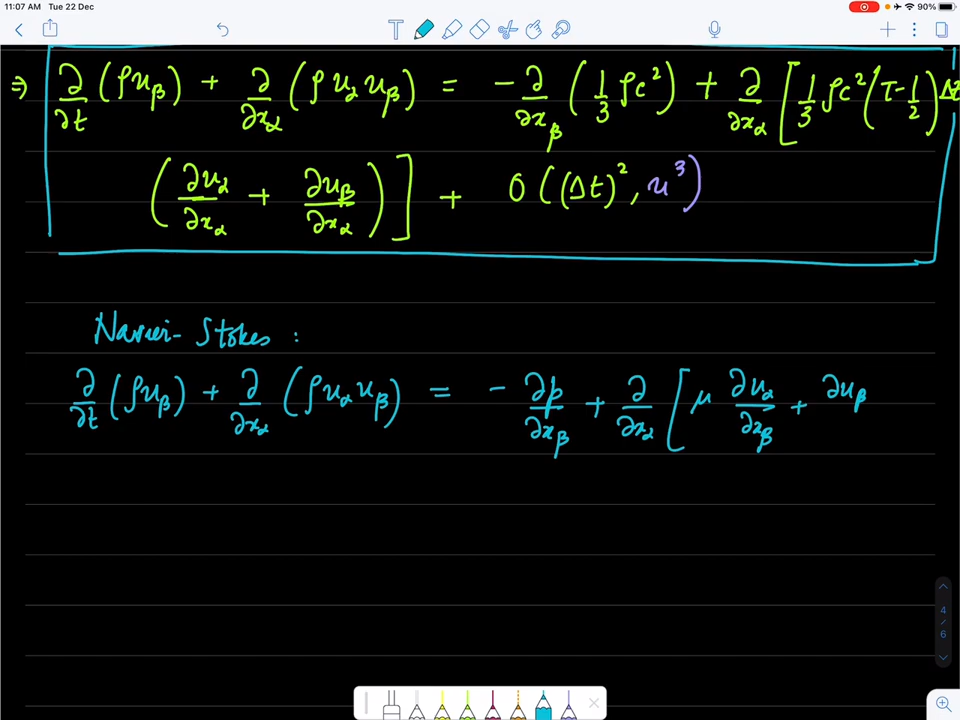 11:07 AM Tue 22 Dec
90%
⇒ ∂/∂t (ρu_β) + ∂/∂x_α (ρu_α u_β) = -∂/∂x_β (1/3 ρc²) + ∂/∂x_α [1/3 ρc² (τ-1/2) Δt
(∂u_α/∂x_α + ∂u_β/∂x_α)] + O((Δt)², u³)
Navier-Stokes :
∂/∂t (ρu_β) + ∂/∂x_α (ρu_α u_β) = - ∂p/∂x_β + ∂/∂x_α [μ ∂u_α/∂x_β + ∂u_β
4
/
6